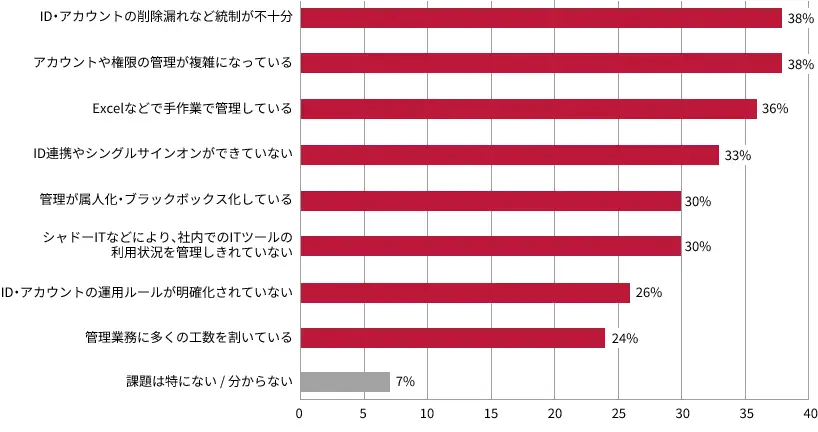 ID・アカウントの削除漏れなど統制が不十分
38%
アカウントや権限の管理が複雑になっている
38%
Excelなどで手作業で管理している
36%
ID連携やシングルサインオンができていない
33%
管理が属人化・ブラックボックス化している
30%
シャドーITなどにより、社内でのITツールの
利用状況を管理しきれていない
30%
ID・アカウントの運用ルールが明確化されていない
26%
管理業務に多くの工数を割いている
24%
課題は特にない / 分からない
7%
0 5 10 15 20 25 30 35 40